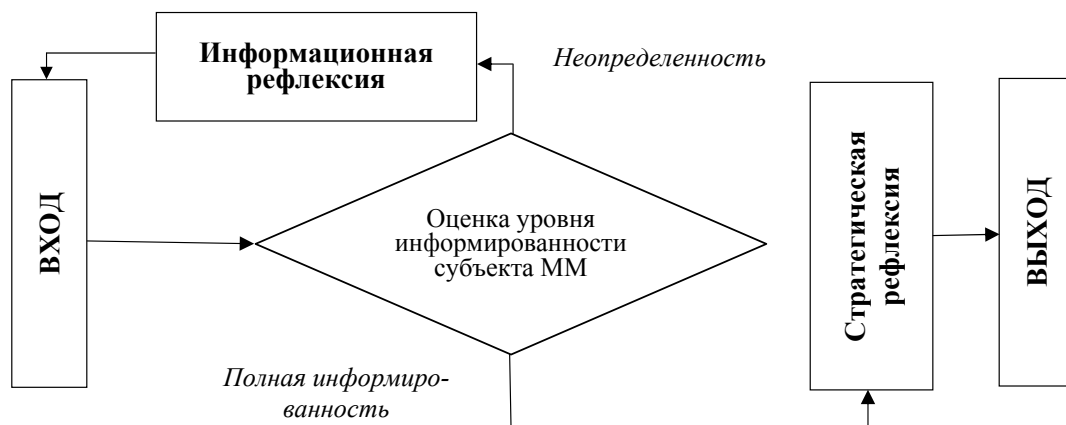 Информационная
рефлексия
Неопределенность
ВХОД
Оценка уровня
информированности
субъекта ММ
Стратегическая
рефлексия
ВЫХОД
Полная информиро-
ванность